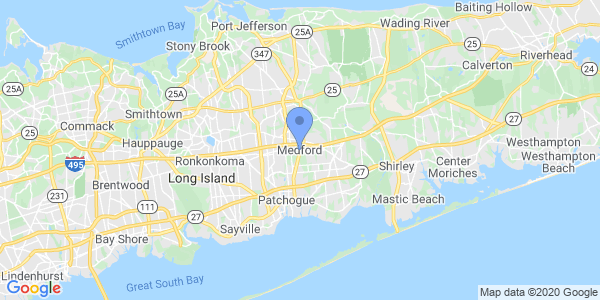 Baiting Hollow
Wading River
Smithtown Bay
Port Jefferson
Stony Brook
25
Riverhead
347
Calverton
24
25A
25
25A
Smithtown
27
Commack
25
Hauppauge
Medford
Westhampton
Ronkonkoma
Center
Moriches
Westhampton
Beach
495
Shirley
27
Long Island
Brentwood
231
Mastic Beach
Patchogue
111
27
Sayville
Bay Shore
Lindenhurst
Great South Bay
Google
Map data ©2020 Google